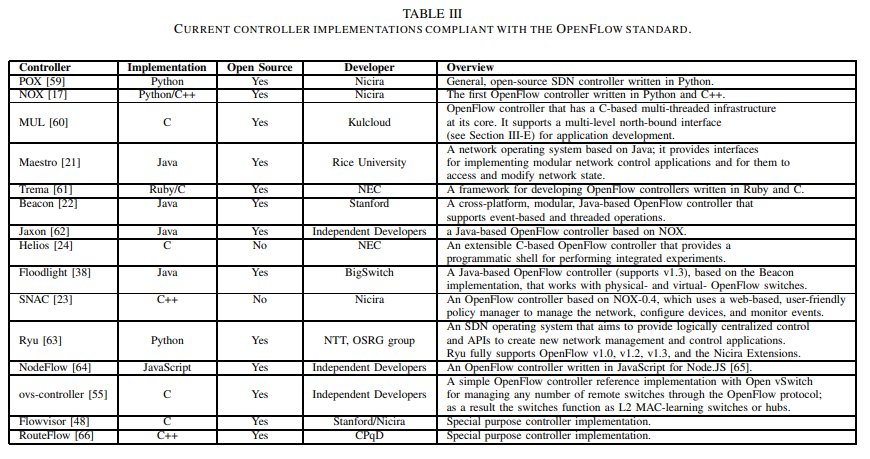 TABLE III
CURRENT CONTROLLER IMPLEMENTATIONS COMPLIANT WITH THE OPENFLOW STANDARD.
Controller Implementation Open Source Developer Overview
POX [59] Python Yes Nicira General, open-source SDN controller written in Python.
NOX [17] Python/C++ Yes Nicira The first OpenFlow controller written in Python and C++.
MUL [60] C Yes Kulcloud OpenFlow controller that has a C-based multi-threaded infrastructure
at its core. It supports a multi-level north-bound interface
(see Section III-E) for application development.
Maestro [21] Java Yes Rice University A network operating system based on Java; it provides interfaces
for implementing modular network control applications and for them to
access and modify network state.
Trema [61] Ruby/C Yes NEC A framework for developing OpenFlow controllers written in Ruby and C.
Beacon [22] Java Yes Stanford A cross-platform, modular, Java-based OpenFlow controller that
supports event-based and threaded operations.
Jaxon [62] Java Yes Independent Developers a Java-based OpenFlow controller based on NOX.
Helios [24] C No NEC An extensible C-based OpenFlow controller that provides a
programmatic shell for performing integrated experiments.
Floodlight [38] Java Yes BigSwitch A Java-based OpenFlow controller (supports v1.3), based on the Beacon
implementation, that works with physical- and virtual- OpenFlow switches.
SNAC [23] C++ No Nicira An OpenFlow controller based on NOX-0.4, which uses a web-based, user-friendly
policy manager to manage the network, configure devices, and monitor events.
Ryu [63] Python Yes NTT, OSRG group An SDN operating system that aims to provide logically centralized control
and APIs to create new network management and control applications.
Ryu fully supports OpenFlow v1.0, v1.2, v1.3, and the Nicira Extensions.
NodeFlow [64] JavaScript Yes Independent Developers An OpenFlow controller written in JavaScript for Node.JS [65].
ovs-controller [55] C Yes Independent Developers A simple OpenFlow controller reference implementation with Open vSwitch
for managing any number of remote switches through the OpenFlow protocol;
as a result the switches function as L2 MAC-learning switches or hubs.
Flowvisor [48] C Yes Stanford/Nicira Special purpose controller implementation.
RouteFlow [66] C++ Yes CPqD Special purpose controller implementation.